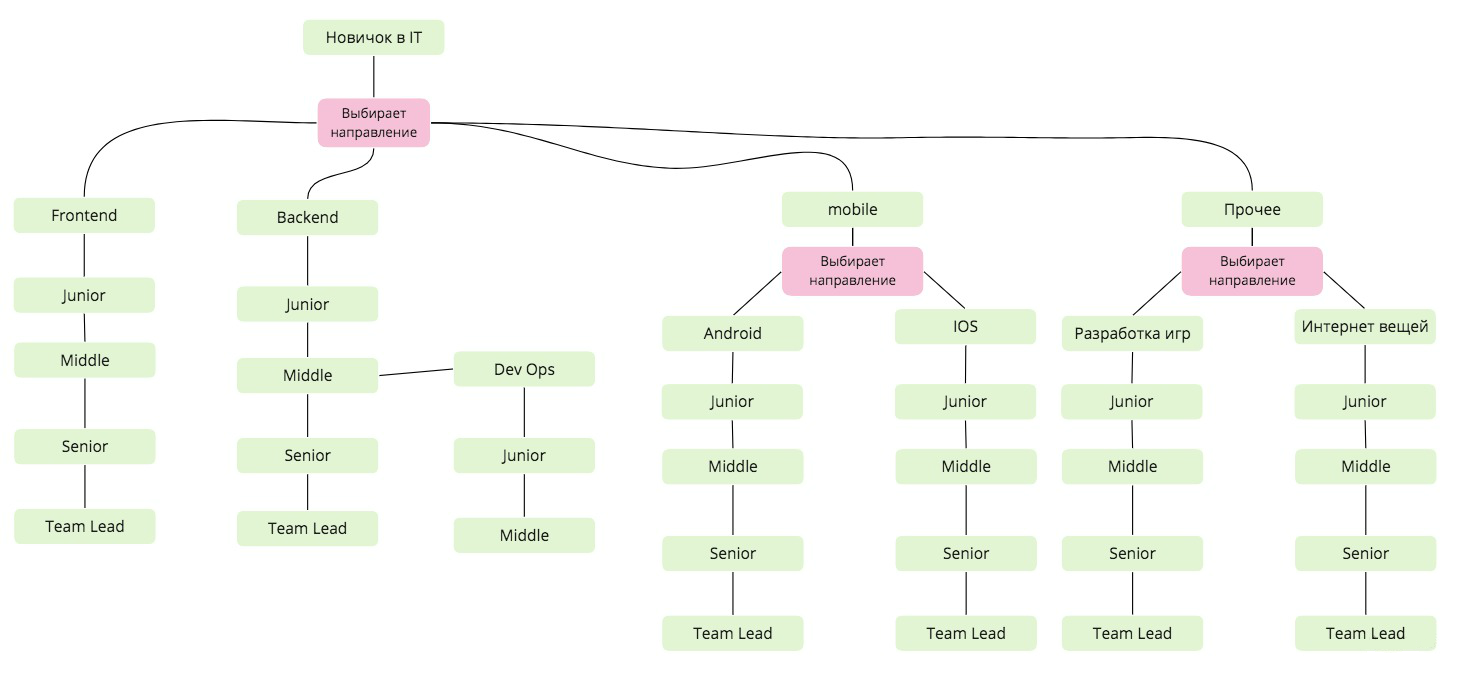 Новичок в IT
Выбирает
направление
Frontend
Junior
Middle
Senior
Team Lead
Backend
Junior
Middle
Senior
Team Lead
Dev Ops
Junior
Middle
mobile
Выбирает
направление
Android
Junior
Middle
Senior
Team Lead
IOS
Junior
Middle
Senior
Team Lead
Прочее
Выбирает
направление
Разработка игр
Junior
Middle
Senior
Team Lead
Интернет вещей
Junior
Middle
Senior
Team Lead